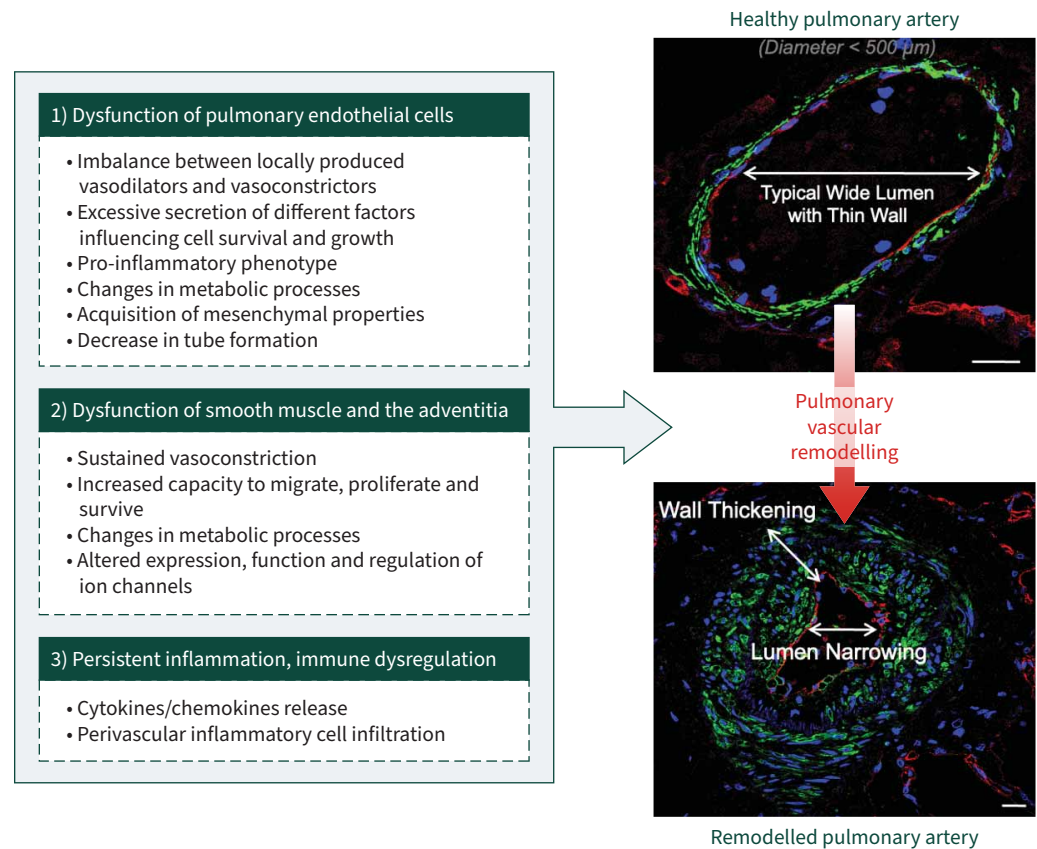 1) Dysfunction of pulmonary endothelial cells
• Imbalance between locally produced
vasodilators and vasoconstrictors
• Excessive secretion of different factors
influencing cell survival and growth
• Pro-inflammatory phenotype
• Changes in metabolic processes
• Acquisition of mesenchymal properties
• Decrease in tube formation
2) Dysfunction of smooth muscle and the adventitia
• Sustained vasoconstriction
• Increased capacity to migrate, proliferate and
survive
• Changes in metabolic processes
• Altered expression, function and regulation of
ion channels
3) Persistent inflammation, immune dysregulation
• Cytokines/chemokines release
• Perivascular inflammatory cell infiltration
Healthy pulmonary artery
(Diameter < 500 μm)
Typical Wide Lumen
with Thin Wall
Pulmonary
vascular
remodelling
Wall Thickening
Lumen Narrowing
Remodelled pulmonary artery